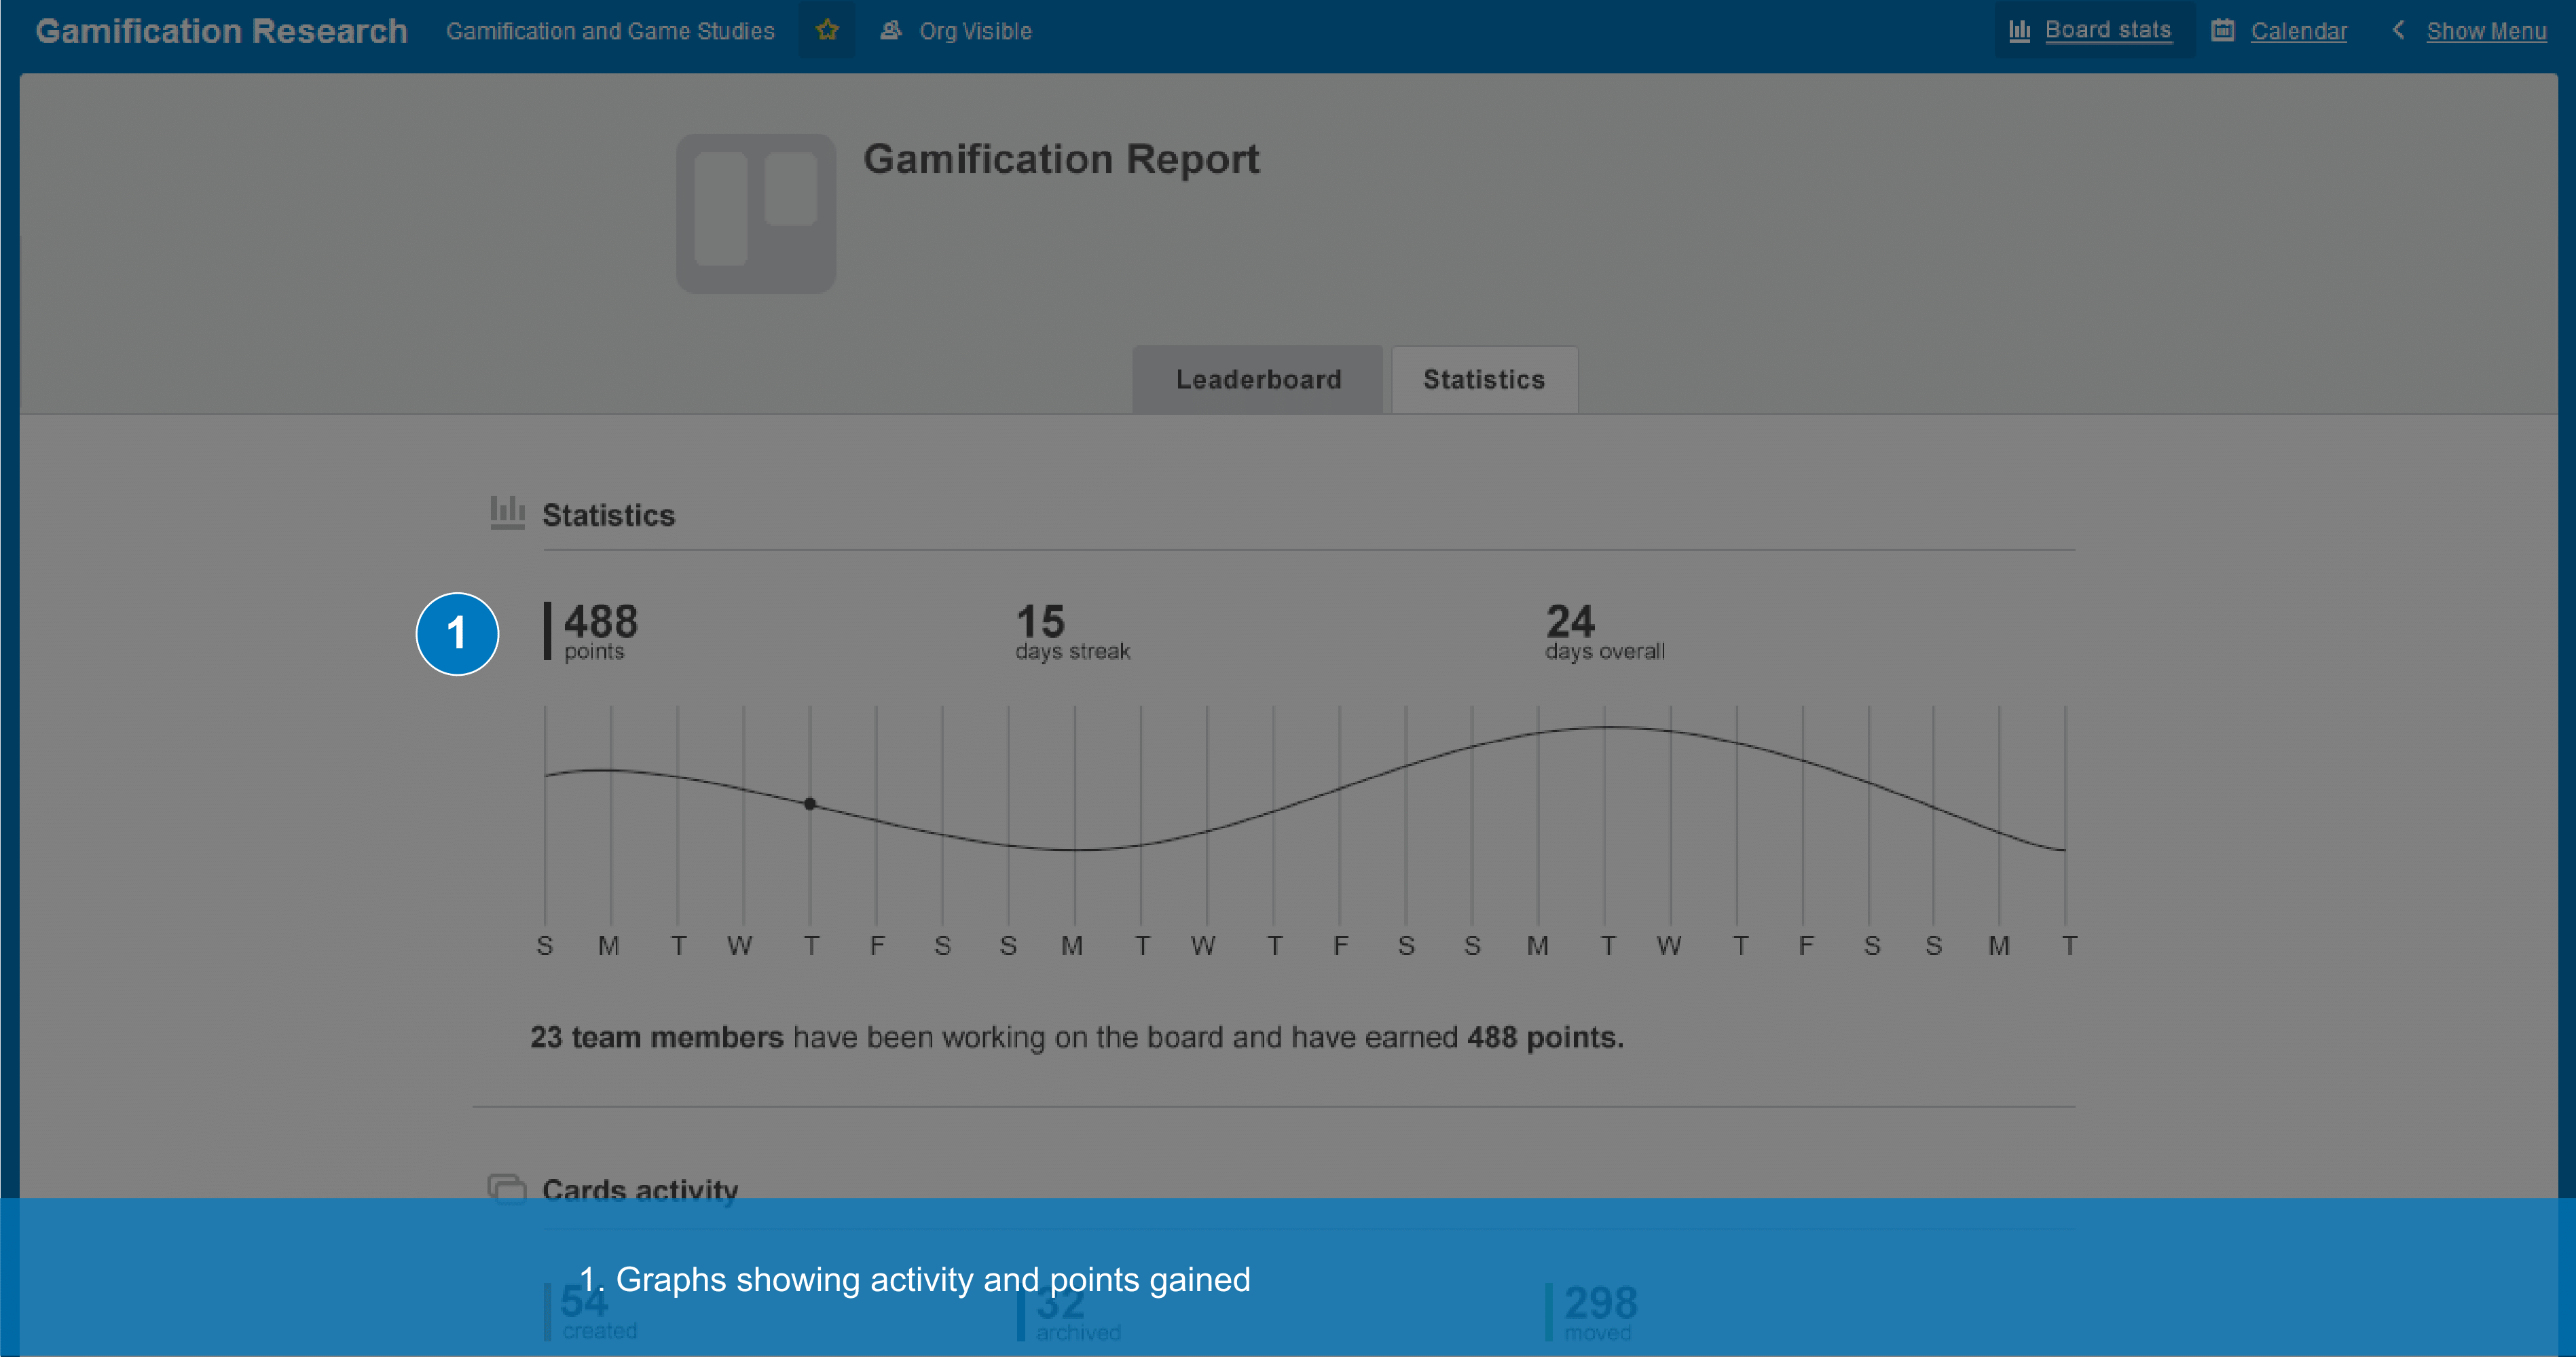 Gamification Research Gamification and Game Studies Org Visible Board stats Calendar Show Menu
Gamification Report
Leaderboard Statistics
Statistics
1
488 15 24
points days streak days overall
S M T W T F S S M T W T F S S M T W T F S S M T
23 team members have been working on the board and have earned 488 points.
Cards activity
1. Graphs showing activity and points gained
54 32 298
created archived moved